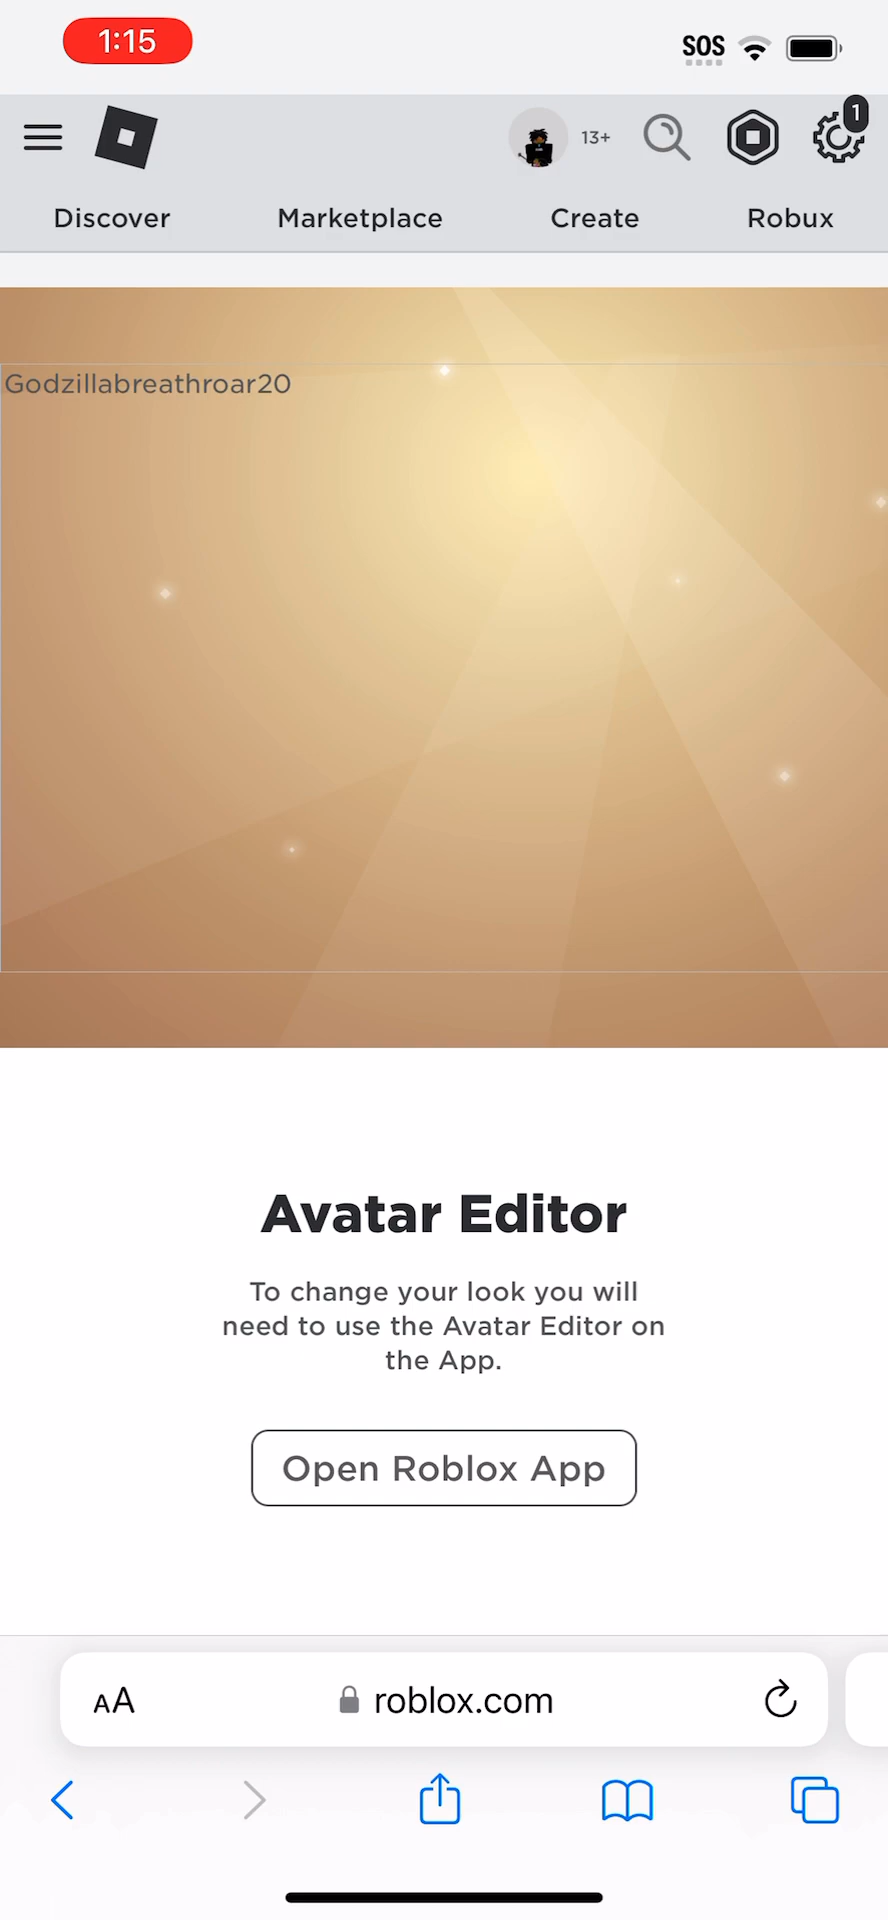 1:15
SOS
13+
1
Discover Marketplace Create Robux
Godzillabreathroar20
Avatar Editor
To change your look you will
need to use the Avatar Editor on
the App.
Open Roblox App
AA roblox.com